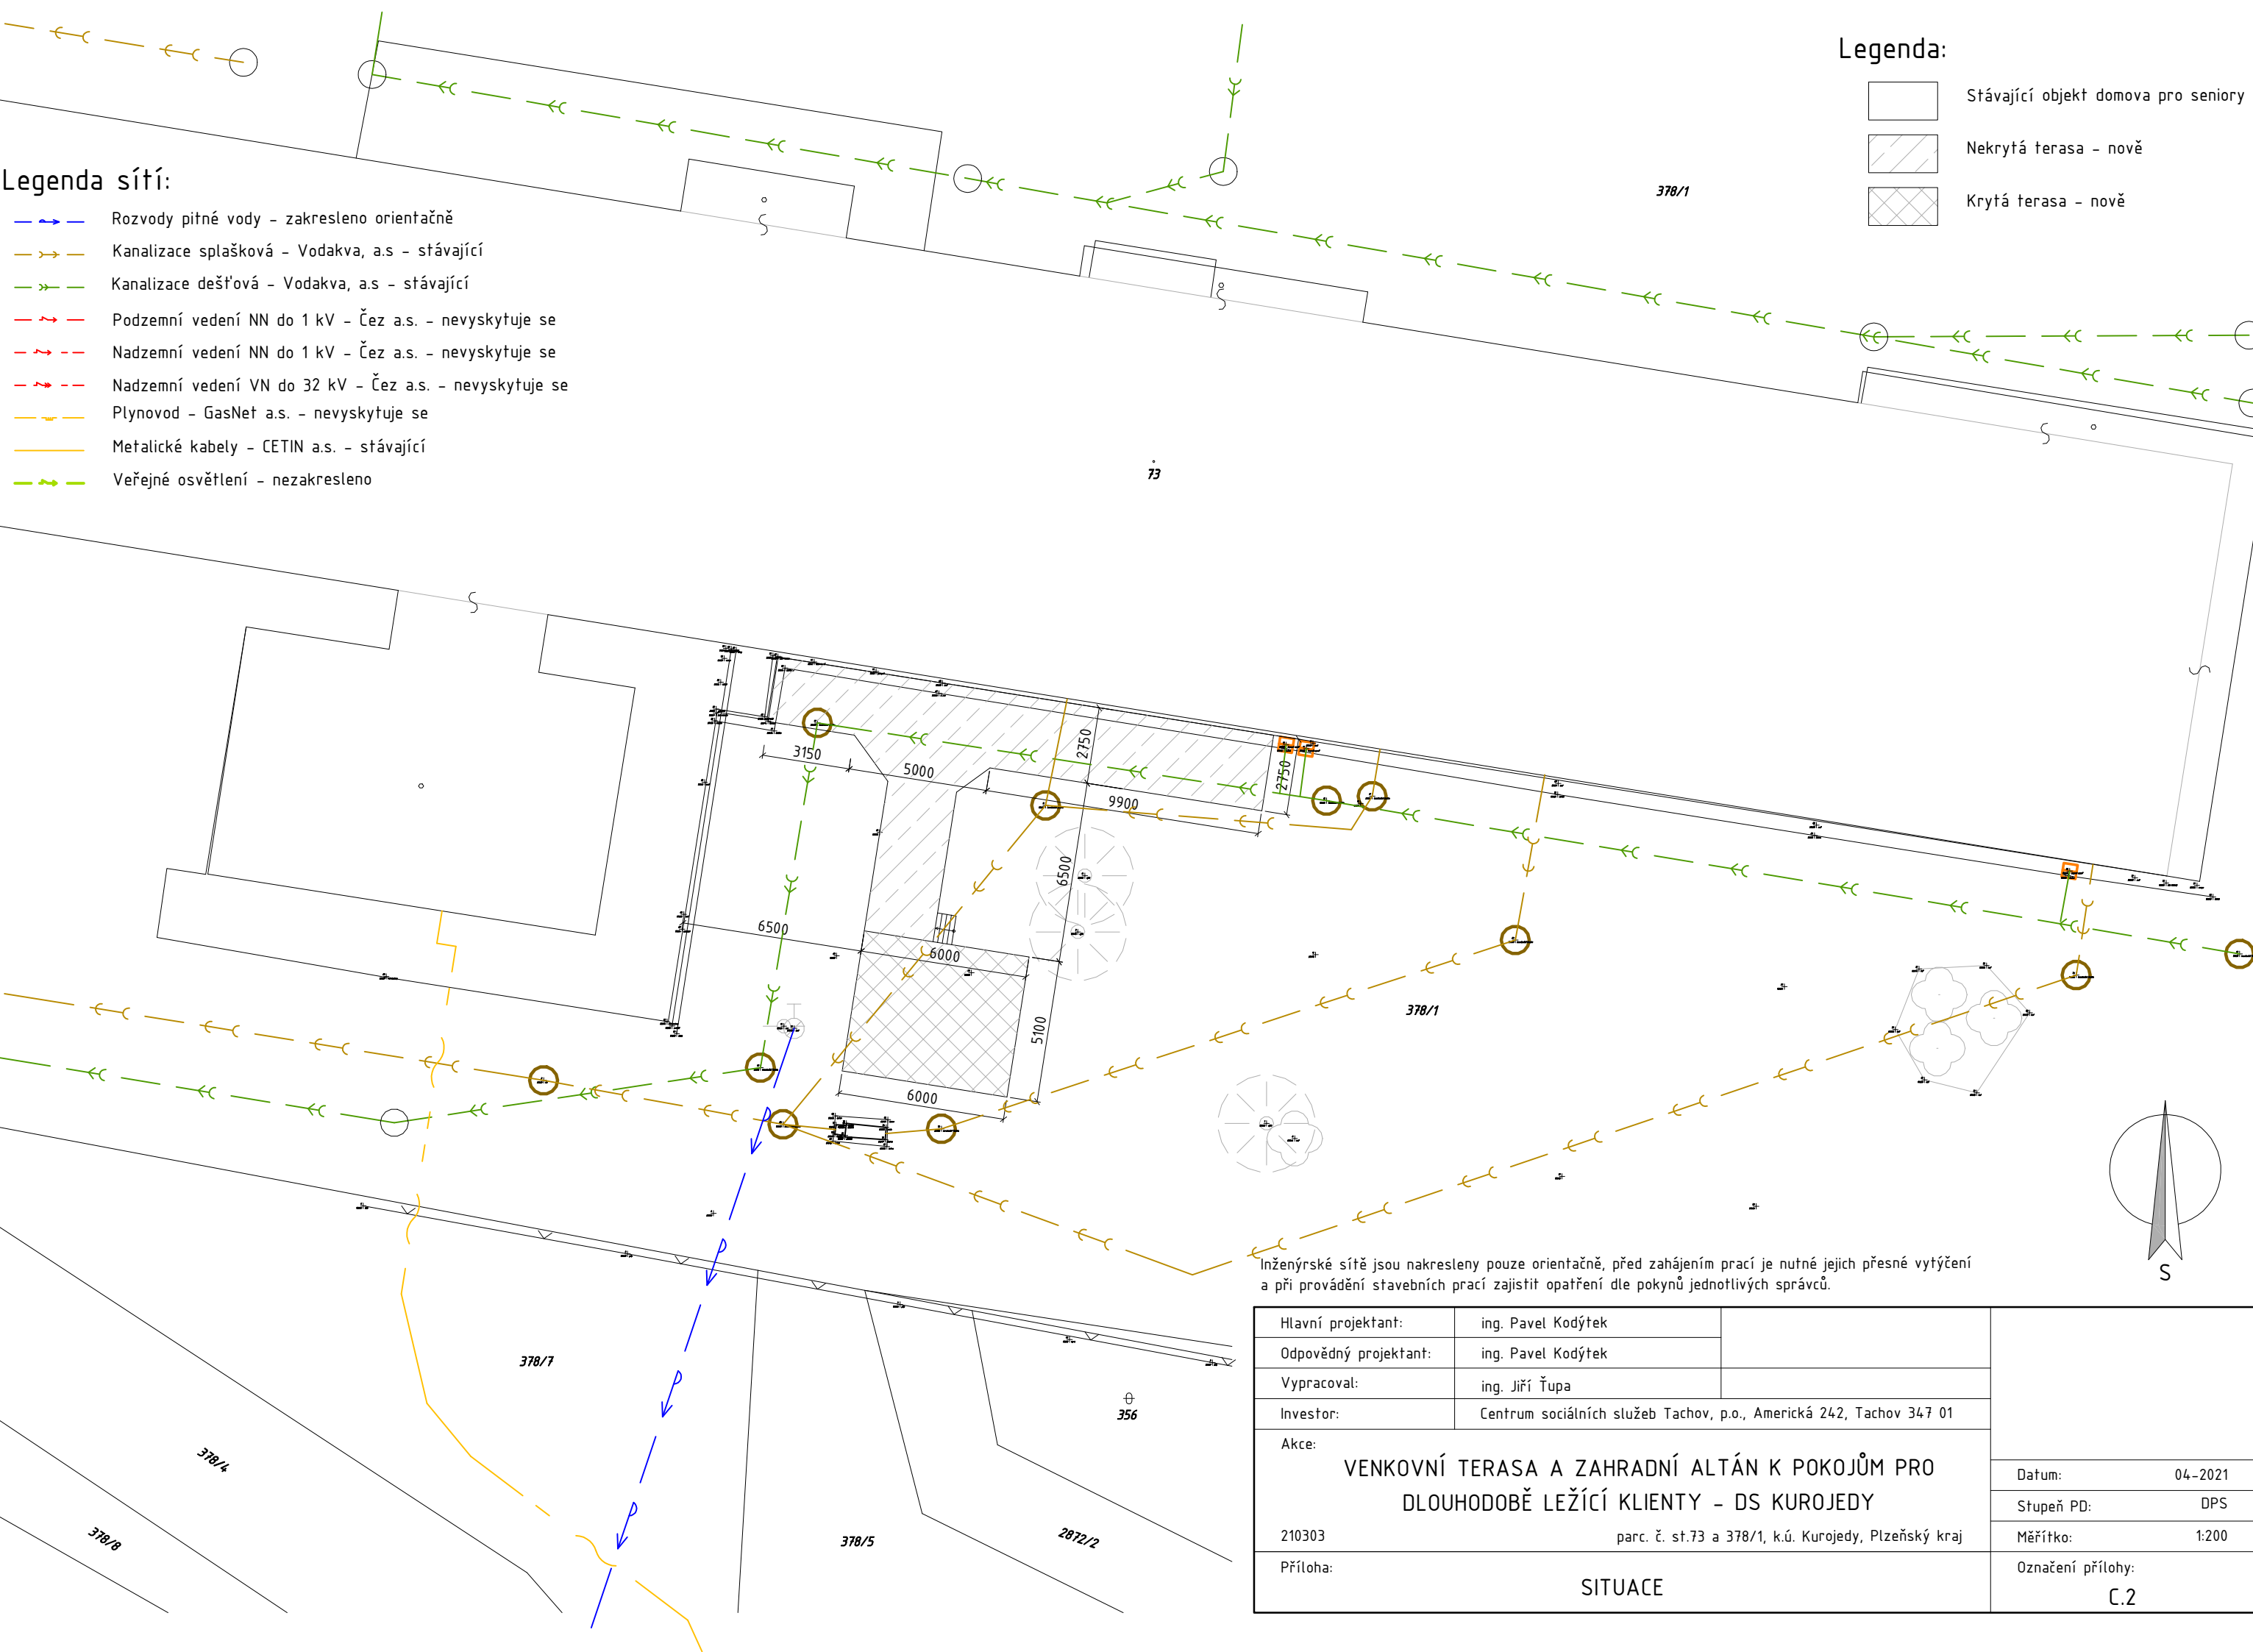 Legenda:
Stávající objekt domova pro seniory
Nekrytá terasa - nově
Krytá terasa - nově
Legenda sítí:
Rozvody pitné vody - zakresleno orientačně
Kanalizace splašková - Vodakva, a.s - stávající
Kanalizace dešťová - Vodakva, a.s - stávající
Podzemní vedení NN do 1 kV - Čez a.s. - nevyskytuje se
Nadzemní vedení NN do 1 kV - Čez a.s. - nevyskytuje se
Nadzemní vedení VN do 32 kV - Čez a.s. - nevyskytuje se
Plynovod - GasNet a.s. - nevyskytuje se
Metalické kabely - CETIN a.s. - stávající
Veřejné osvětlení - nezakresleno
378/1
73
3150
5000
2750
2750
9900
6500
6500
6000
5100
6000
378/1
378/7
378/4
378/8
378/5
2872/2
356
S
Inženýrské sítě jsou nakresleny pouze orientačně, před zahájením prací je nutné jejich přesné vytýčení
a při provádění stavebních prací zajistit opatření dle pokynů jednotlivých správců.
Hlavní projektant: ing. Pavel Kodýtek
Odpovědný projektant: ing. Pavel Kodýtek
Vypracoval: ing. Jiří Ťupa
Investor: Centrum sociálních služeb Tachov, p.o., Americká 242, Tachov 347 01
Akce:
VENKOVNÍ TERASA A ZAHRADNÍ ALTÁN K POKOJŮM PRO
DLOUHODOBĚ LEŽÍCÍ KLIENTY - DS KUROJEDY
210303 parc. č. st.73 a 378/1, k.ú. Kurojedy, Plzeňský kraj
Datum: 04-2021
Stupeň PD: DPS
Měřítko: 1:200
Příloha:
SITUACE
Označení přílohy:
C.2